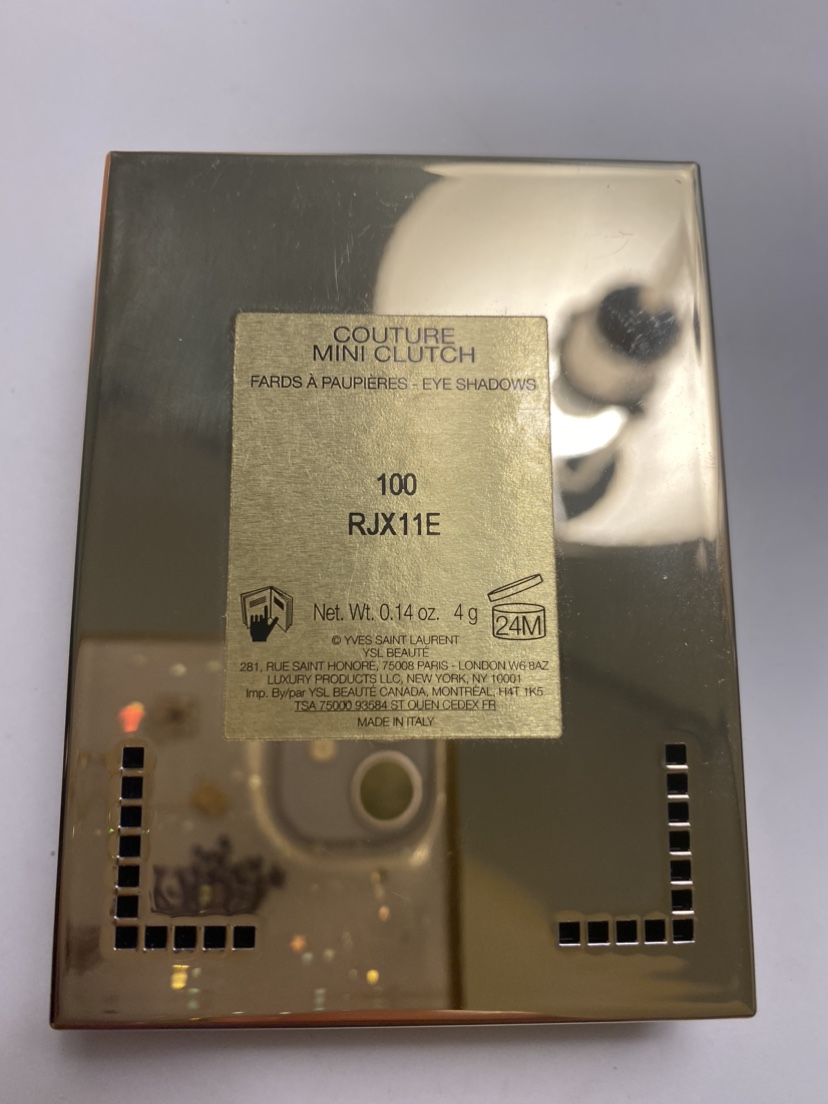 COUTURE
MINI CLUTCH
FARDS À PAUPIÈRES - EYE SHADOWS
100
RJX11E
Net. Wt. 0.14 oz. 4 g
24M
© YVES SAINT LAURENT
YSL BEAUTÉ
281, RUE SAINT HONORÉ, 75008 PARIS - LONDON W6 8AZ
LUXURY PRODUCTS LLC, NEW YORK, NY 10001
Imp. By/par YSL BEAUTÉ CANADA, MONTRÉAL, H4T 1K5
TSA 75000 93584 ST OUEN CEDEX FR
MADE IN ITALY